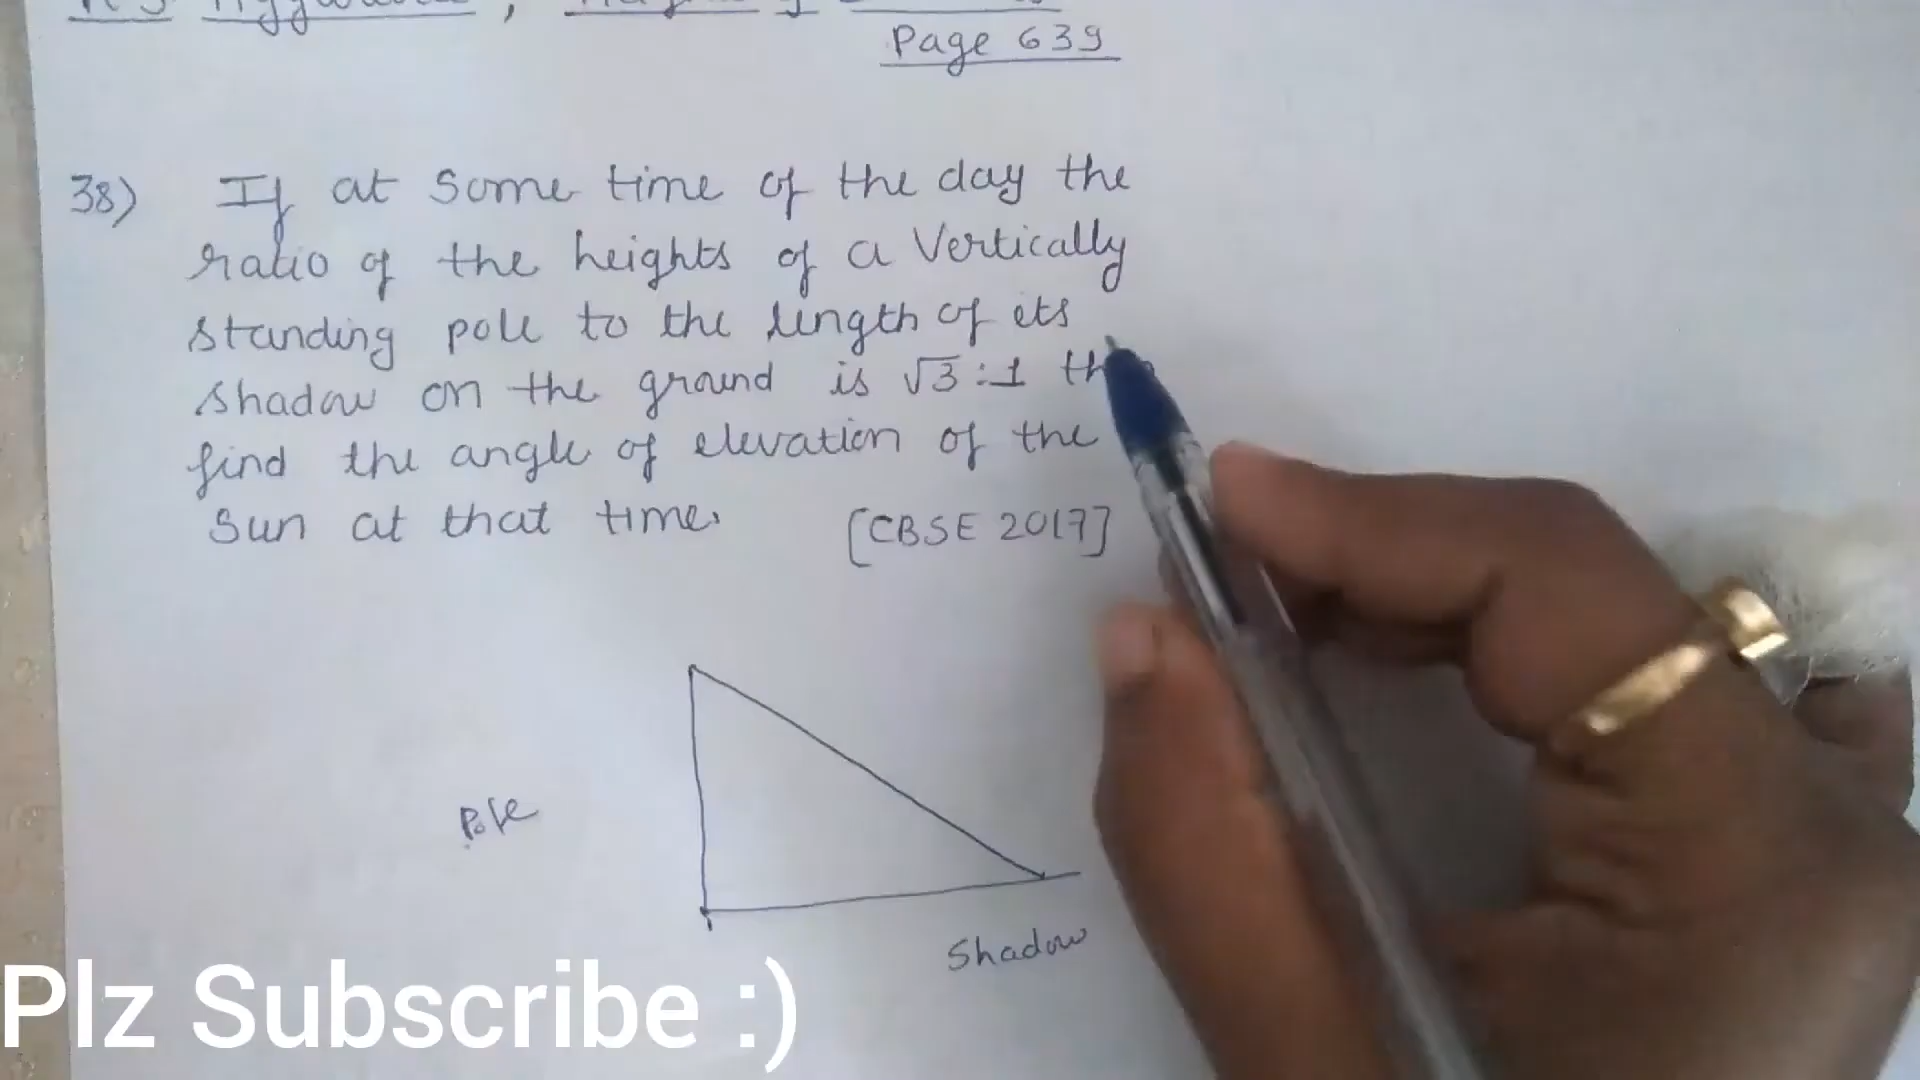 Page 639
38) If at some time of the day the
ratio of the heights of a vertically
standing pole to the length of its
shadow on the ground is √3:1
find the angle of elevation of the
sun at that time. [CBSE 2017]
Pole
Shadow
Plz Subscribe :)